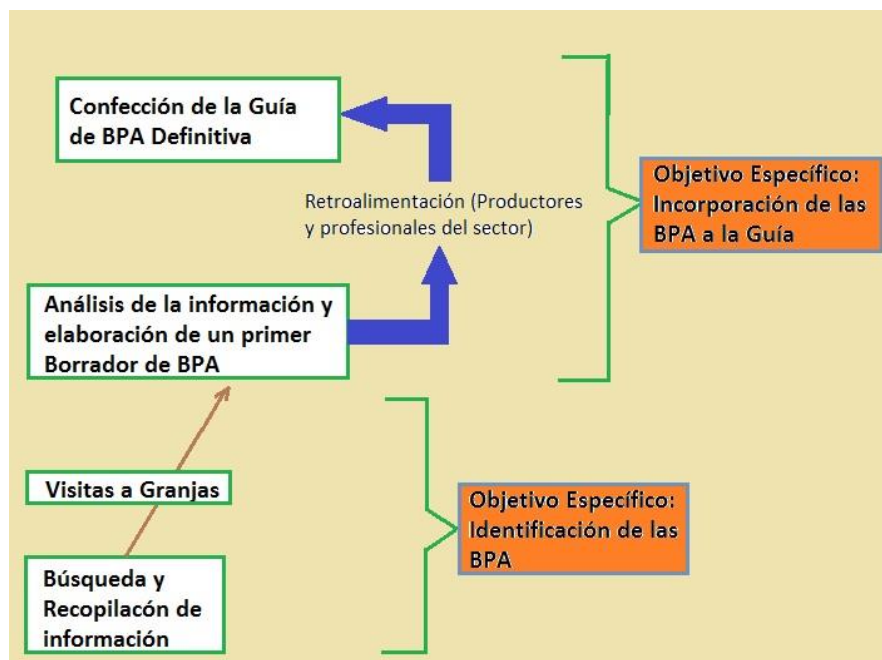 Confección de la Guía
de BPA Definitiva
Retroalimentación (Productores
y profesionales del sector)
Objetivo Específico:
Incorporación de las
BPA a la Guía
Análisis de la información y
elaboración de un primer
Borrador de BPA
Visitas a Granjas
Objetivo Específico:
Identificación de las
BPA
Búsqueda y
Recopilacón de
información